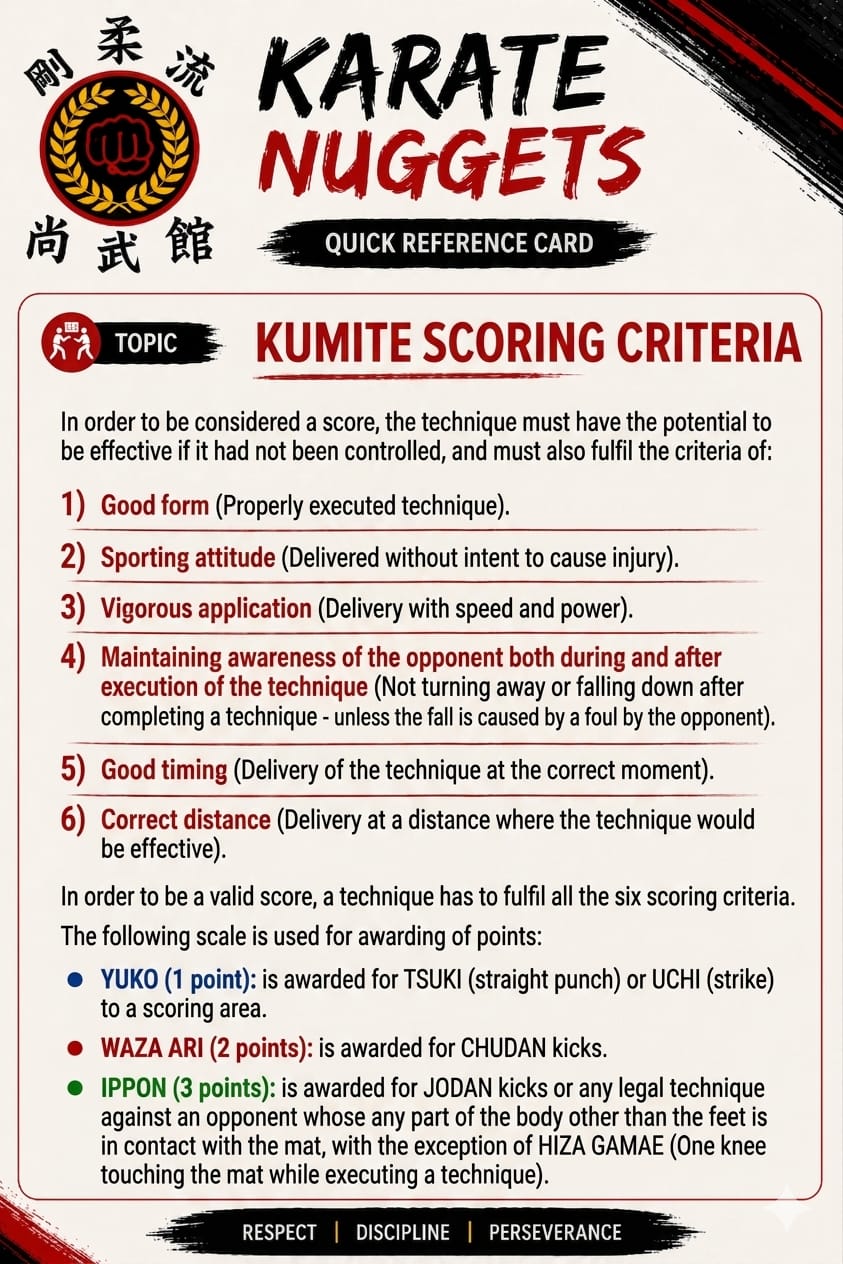 剛柔流
尚武館
KARATE
NUGGETS
QUICK REFERENCE CARD
TOPIC
KUMITE SCORING CRITERIA
In order to be considered a score, the technique must have the potential to
be effective if it had not been controlled, and must also fulfil the criteria of:
1) Good form (Properly executed technique).
2) Sporting attitude (Delivered without intent to cause injury).
3) Vigorous application (Delivery with speed and power).
4) Maintaining awareness of the opponent both during and after
execution of the technique (Not turning away or falling down after
completing a technique - unless the fall is caused by a foul by the opponent).
5) Good timing (Delivery of the technique at the correct moment).
6) Correct distance (Delivery at a distance where the technique would
be effective).
In order to be a valid score, a technique has to fulfil all the six scoring criteria.
The following scale is used for awarding of points:
● YUKO (1 point): is awarded for TSUKI (straight punch) or UCHI (strike)
to a scoring area.
● WAZA ARI (2 points): is awarded for CHUDAN kicks.
● IPPON (3 points): is awarded for JODAN kicks or any legal technique
against an opponent whose any part of the body other than the feet is
in contact with the mat, with the exception of HIZA GAMAE (One knee
touching the mat while executing a technique).
RESPECT | DISCIPLINE | PERSEVERANCE